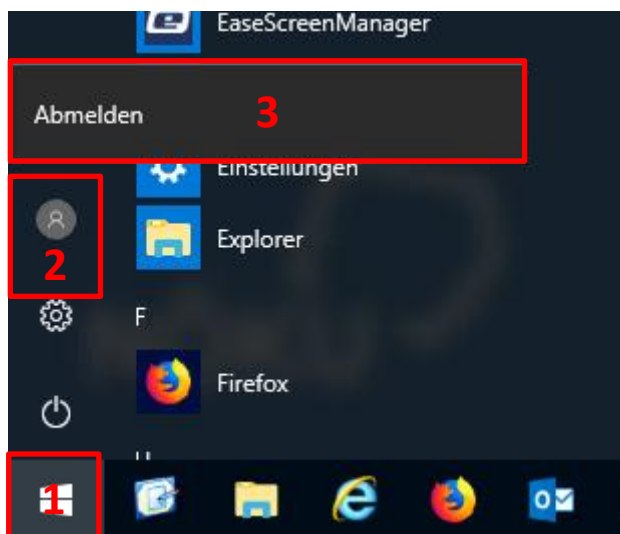 EaseScreenManager
Abmelden 3
Einstellungen
2
Explorer
F
Firefox
1